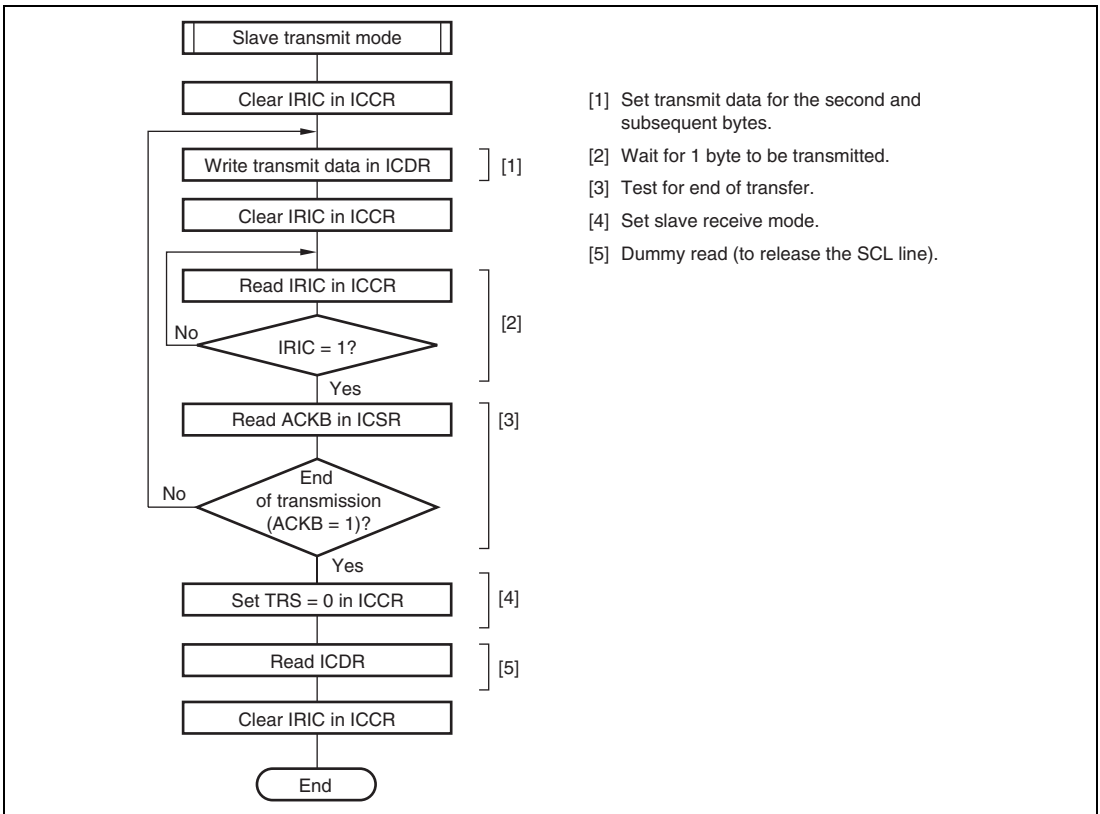 Slave transmit mode
Clear IRIC in ICCR
Write transmit data in ICDR
[1]
Clear IRIC in ICCR
Read IRIC in ICCR
[2]
No
IRIC = 1?
Yes
Read ACKB in ICSR
[3]
No
End
of transmission
(ACKB = 1)?
Yes
Set TRS = 0 in ICCR
[4]
Read ICDR
[5]
Clear IRIC in ICCR
End
[1] Set transmit data for the second and
subsequent bytes.
[2] Wait for 1 byte to be transmitted.
[3] Test for end of transfer.
[4] Set slave receive mode.
[5] Dummy read (to release the SCL line).